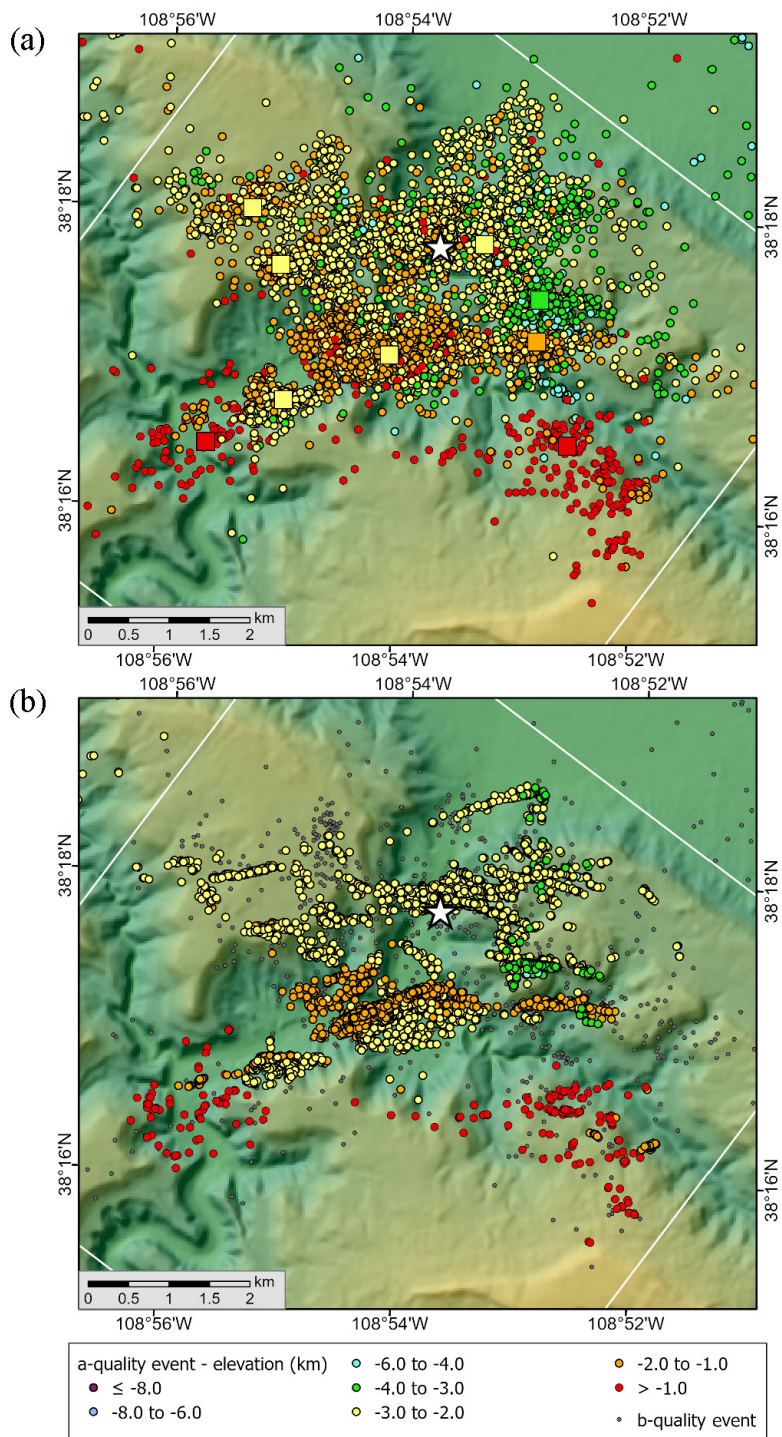 (a)
108°56'W 108°54'W 108°52'W
38°18'N 38°18'N
38°16'N 38°16'N
km
0 0.5 1 1.5 2
108°56'W 108°54'W 108°52'W
108°56'W 108°54'W 108°52'W
(b)
38°18'N 38°18'N
38°16'N 38°16'N
km
0 0.5 1 1.5 2
108°56'W 108°54'W 108°52'W
a-quality event - elevation (km) -6.0 to -4.0 -2.0 to -1.0
≤ -8.0 -4.0 to -3.0 > -1.0
-8.0 to -6.0 -3.0 to -2.0 b-quality event